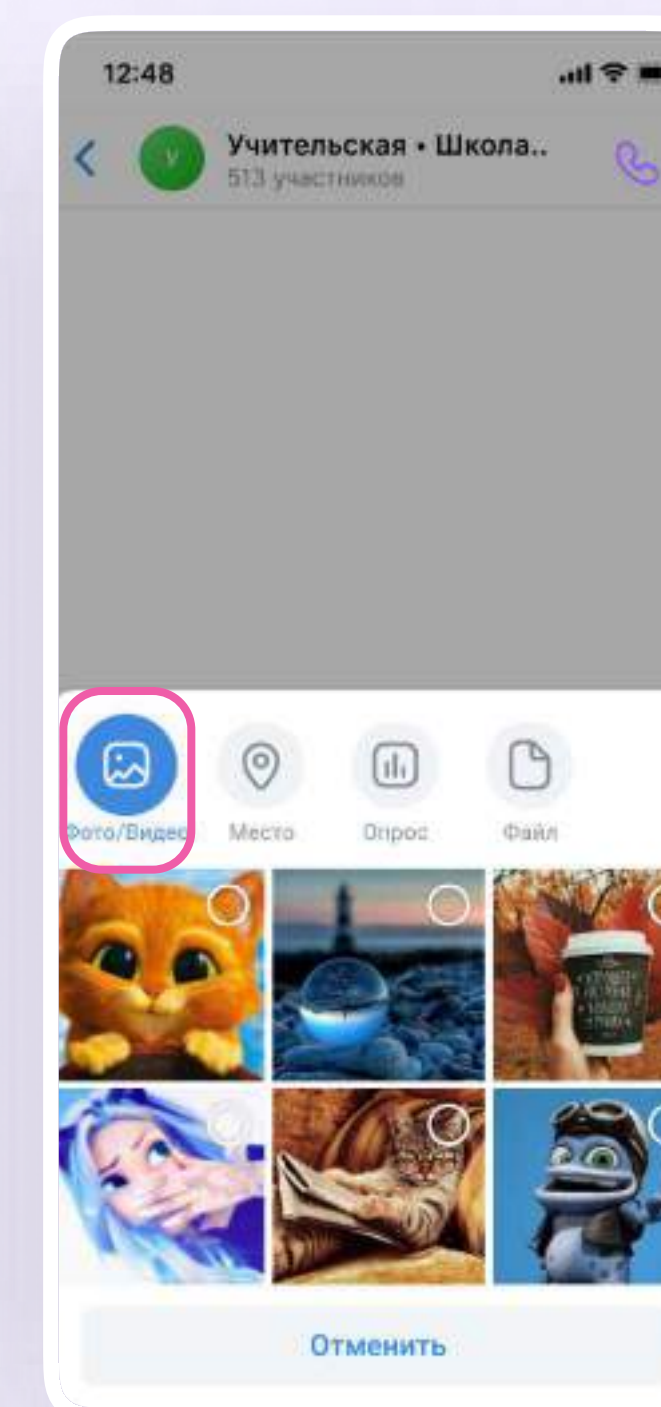 12:48
Учительская • Школа..
У
513 участников
Фото/Видео
Место
Опрос
Файл
Отменить